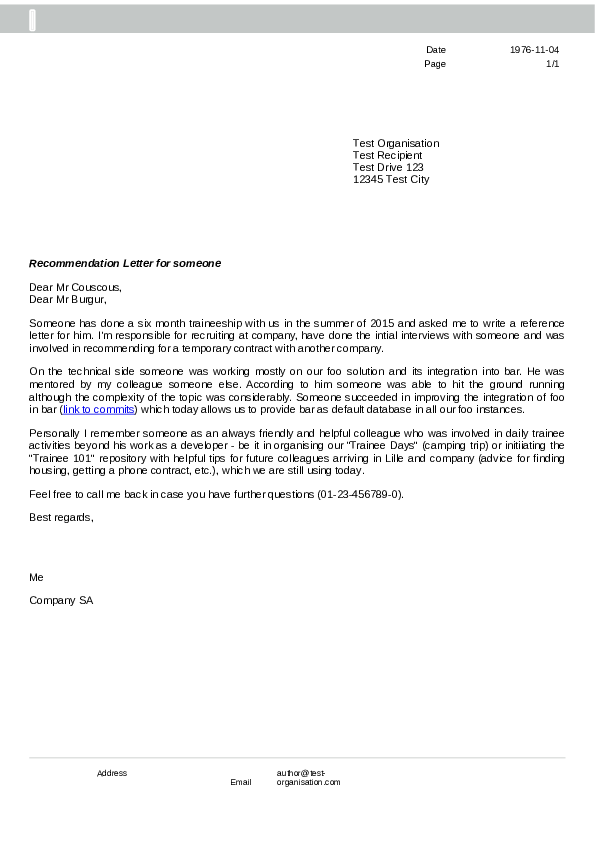 Date 1976-11-04
Page 1/1
Test Organisation
Test Recipient
Test Drive 123
12345 Test City
Recommendation Letter for someone
Dear Mr Couscous,
Dear Mr Burgur,
Someone has done a six month traineeship with us in the summer of 2015 and asked me to write a reference
letter for him. I'm responsible for recruiting at company, have done the intial interviews with someone and was
involved in recommending for a temporary contract with another company.
On the technical side someone was working mostly on our foo solution and its integration into bar. He was
mentored by my colleague someone else. According to him someone was able to hit the ground running
although the complexity of the topic was considerably. Someone succeeded in improving the integration of foo
in bar (link to commits) which today allows us to provide bar as default database in all our foo instances.
Personally I remember someone as an always friendly and helpful colleague who was involved in daily trainee
activities beyond his work as a developer - be it in organising our "Trainee Days" (camping trip) or initiating the
"Trainee 101" repository with helpful tips for future colleagues arriving in Lille and company (advice for finding
housing, getting a phone contract, etc.), which we are still using today.
Feel free to call me back in case you have further questions (01-23-456789-0).
Best regards,
Me
Company SA
Address
Email author@test-
organisation.com